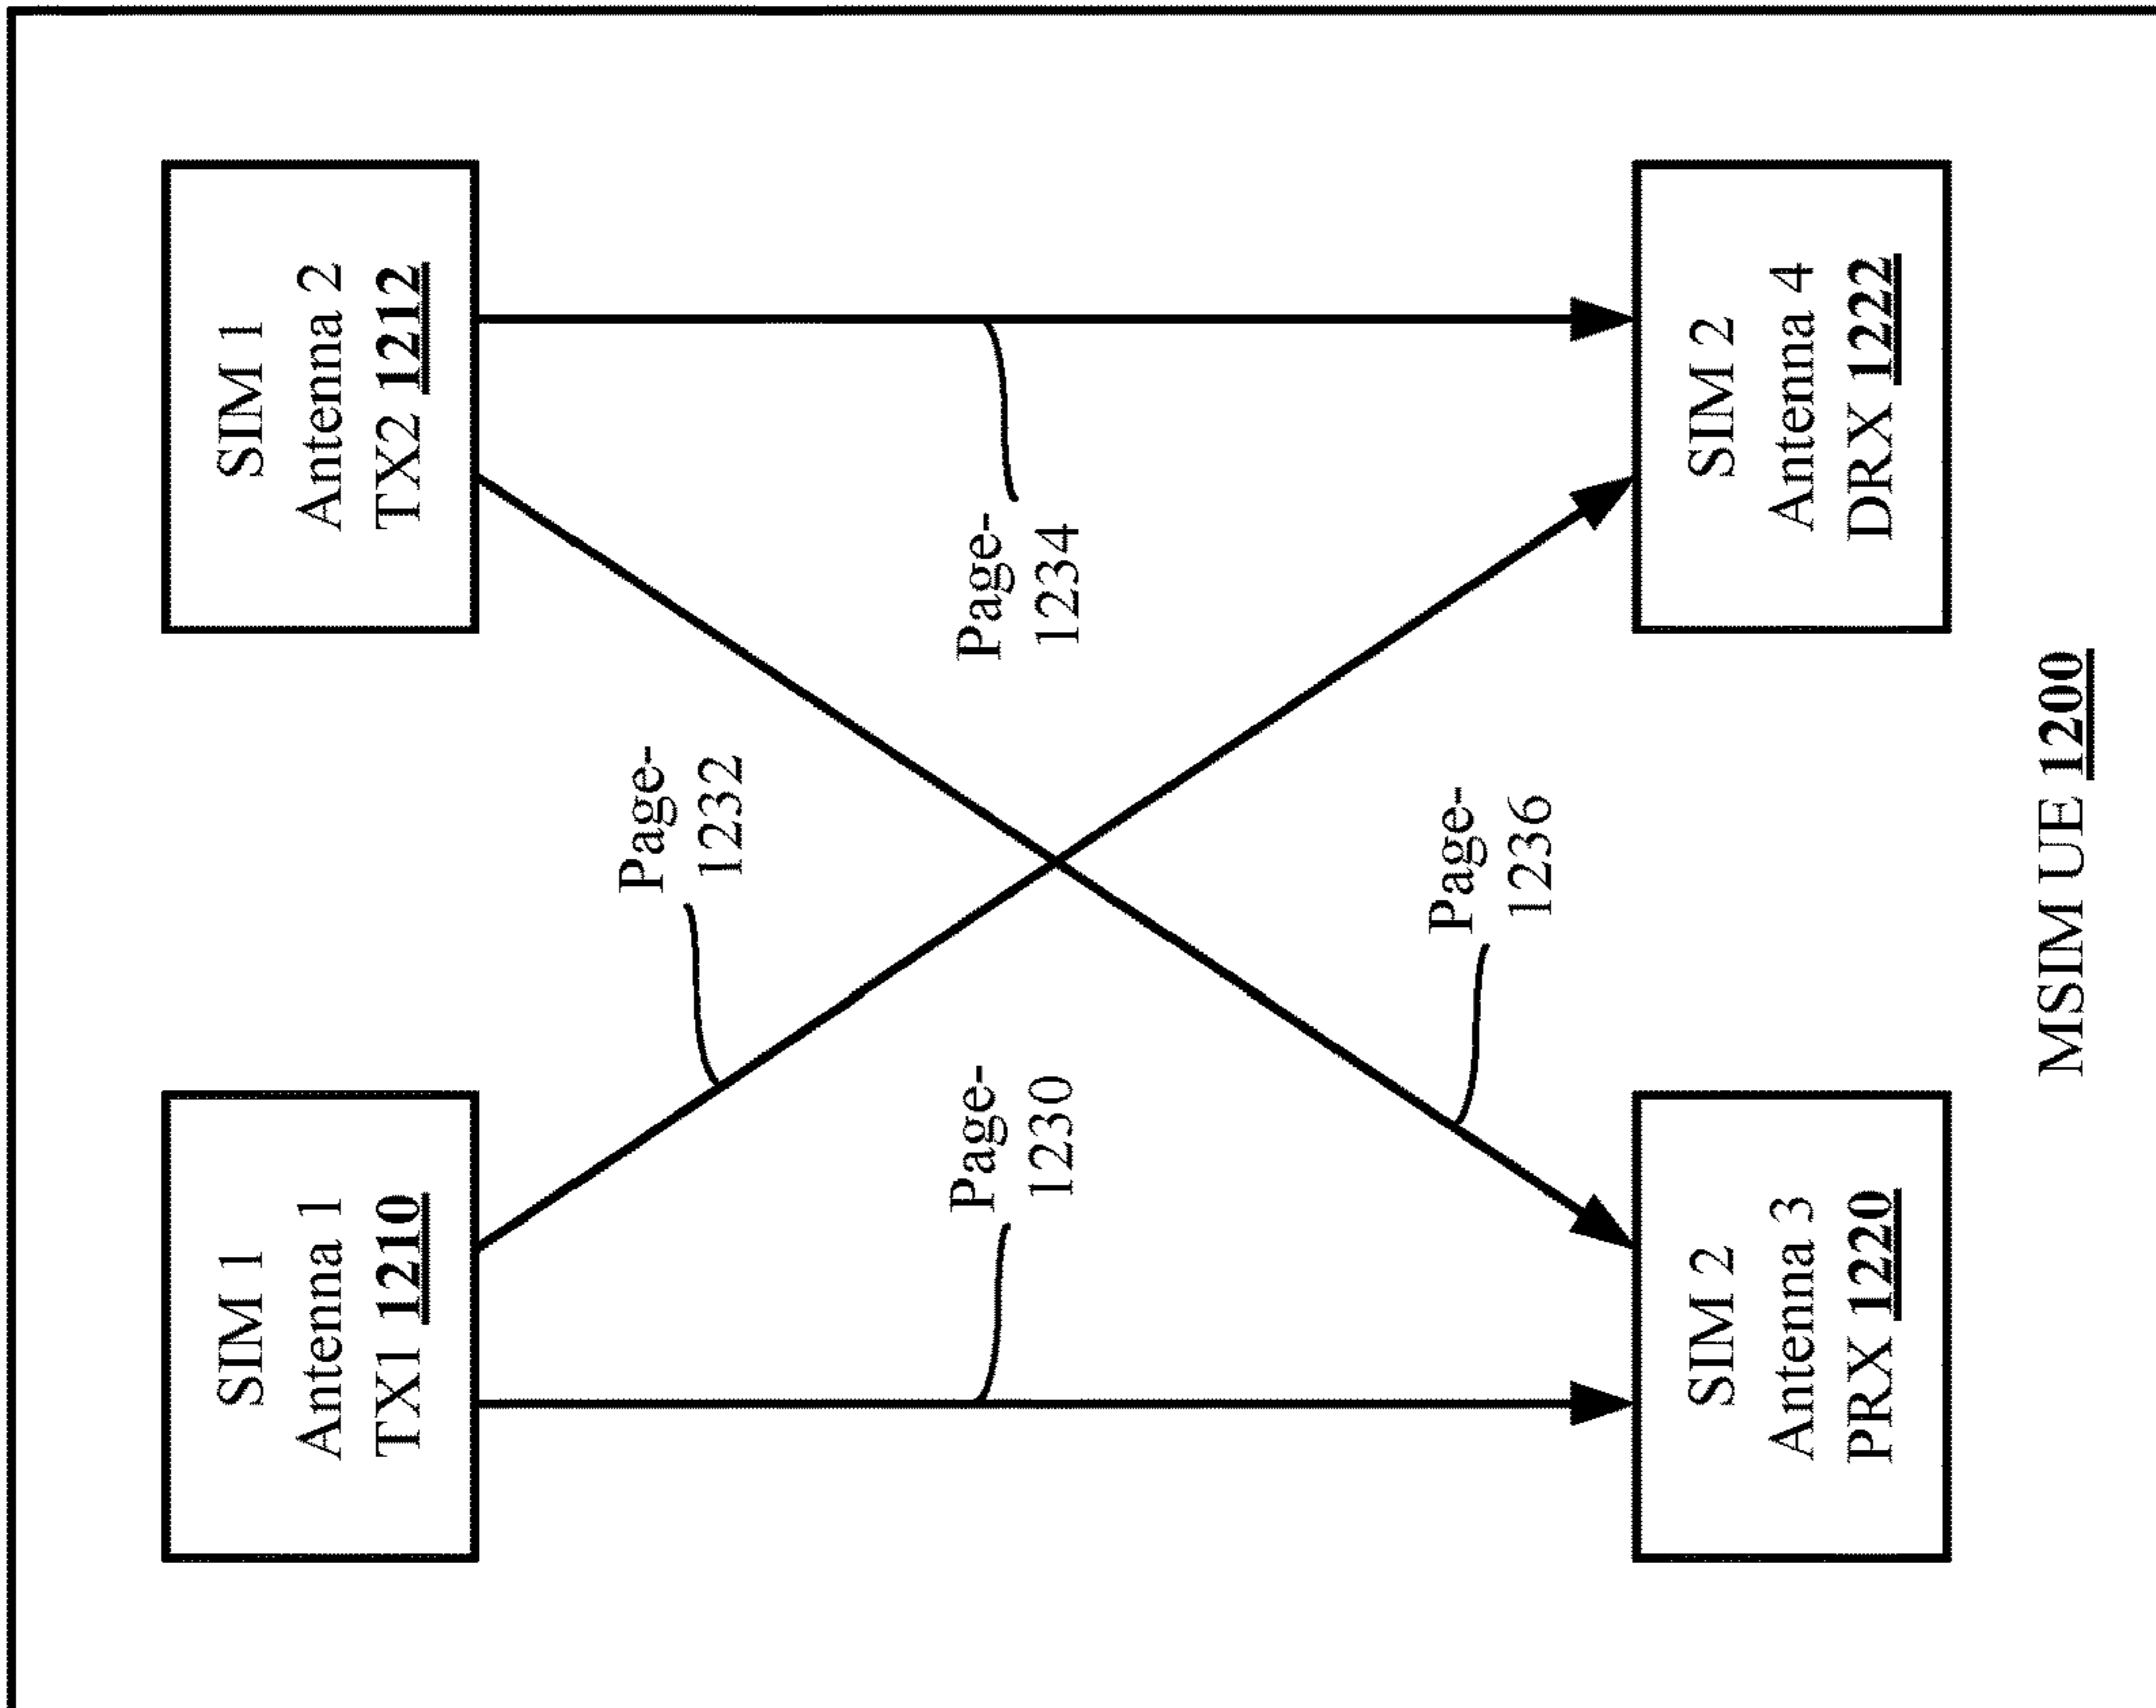 SIM 1
Antenna 1
TX1 1210
SIM 1
Antenna 2
TX2 1212
Page-
1232
Page-
1230
Page-
1234
Page-
1236
SIM 2
Antenna 3
PRX 1220
SIM 2
Antenna 4
DRX 1222
MSIM UE 1200